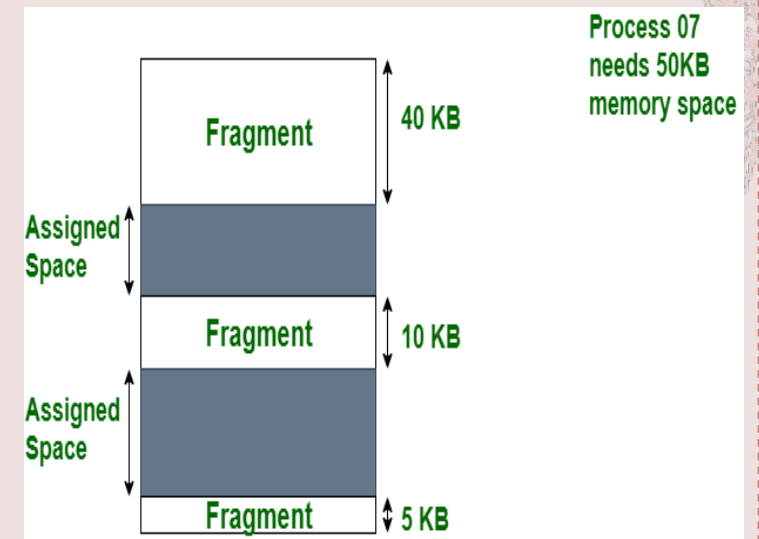 Process 07
needs 50KB
memory space
Fragment
40 KB
Assigned
Space
Fragment
10 KB
Assigned
Space
Fragment
5 KB